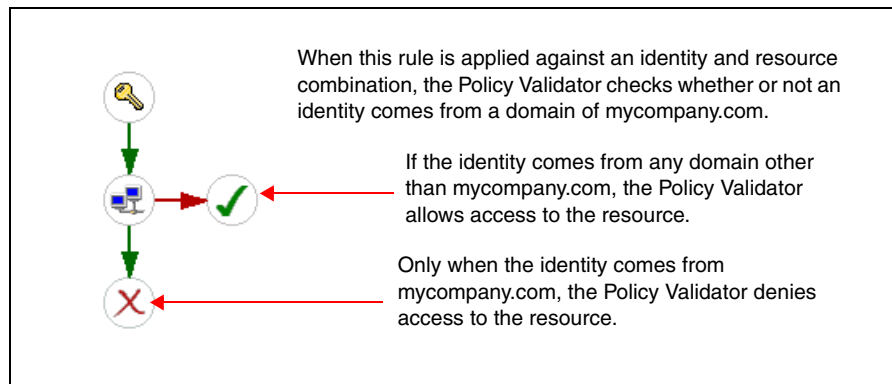 When this rule is applied against an identity and resource
combination, the Policy Validator checks whether or not an
identity comes from a domain of mycompany.com.
If the identity comes from any domain other
than mycompany.com, the Policy Validator
allows access to the resource.
Only when the identity comes from
mycompany.com, the Policy Validator denies
access to the resource.